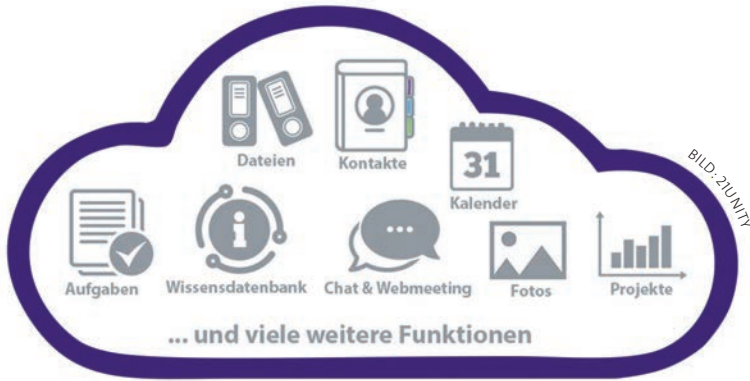 Dateien
Kontakte
31
Kalender
BILD: 21UNITY
Aufgaben
Wissensdatenbank
Chat & Webmeeting
Fotos
Projekte
... und viele weitere Funktionen